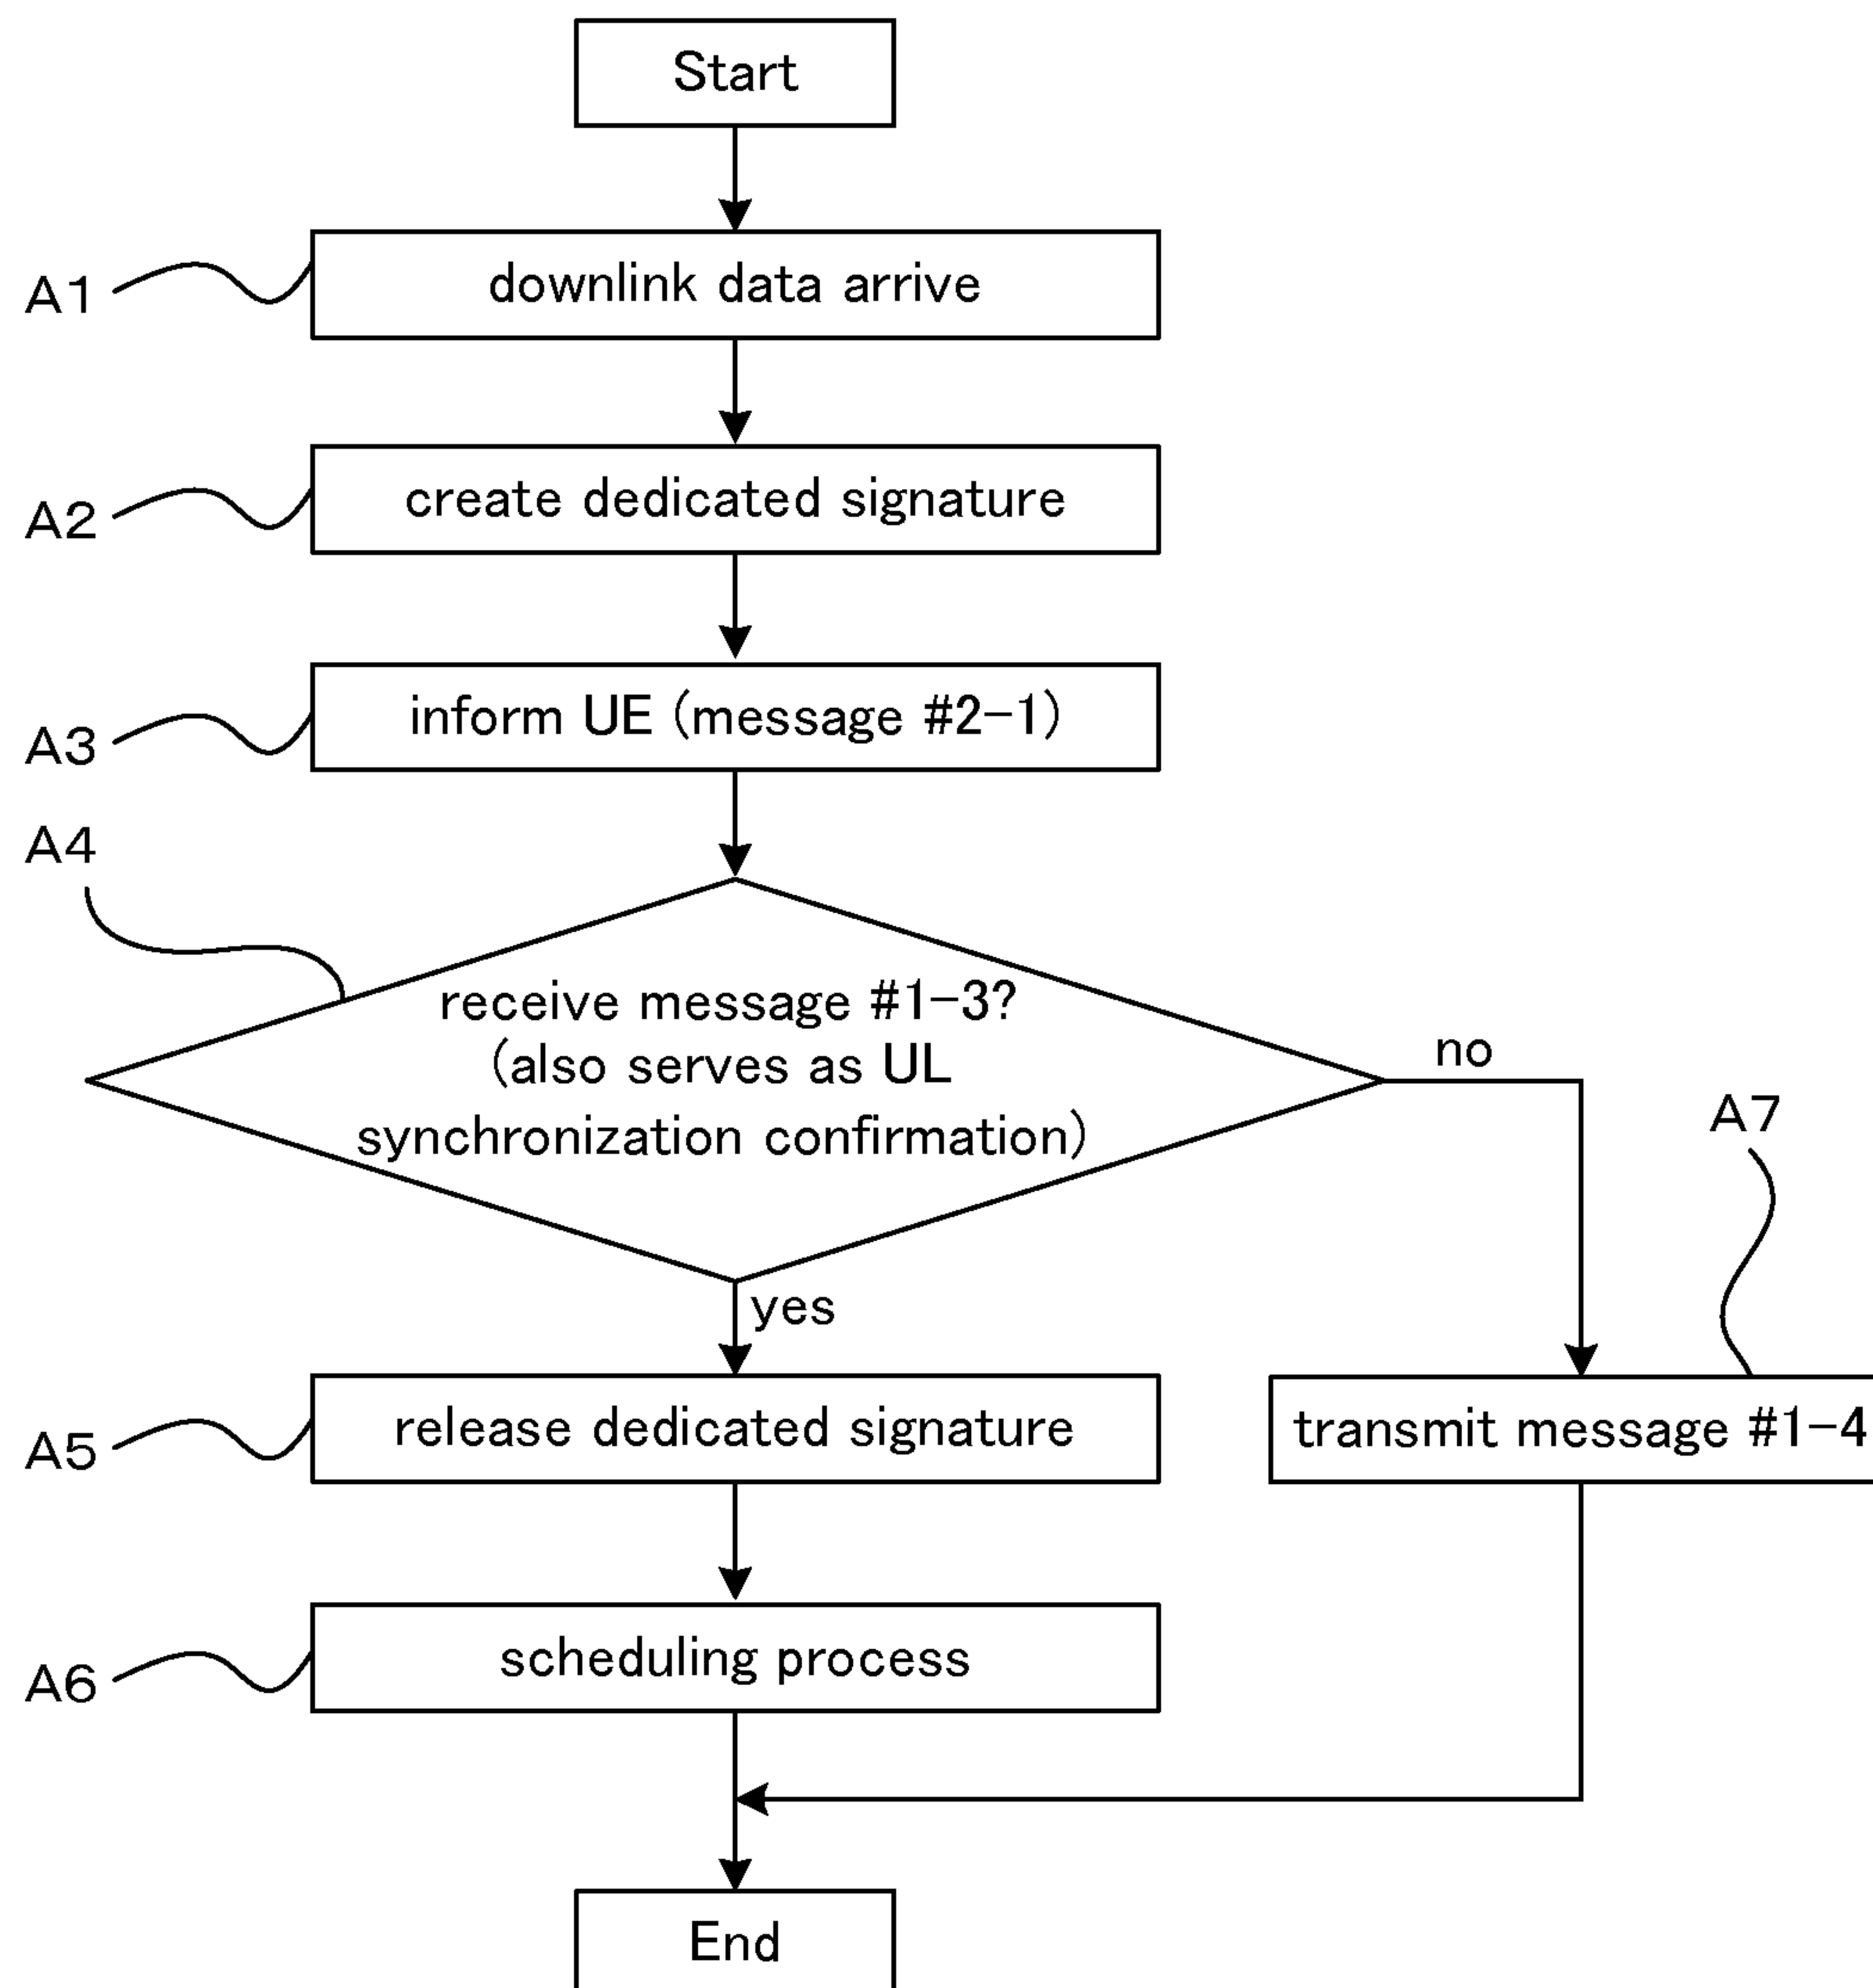 Start
A1
downlink data arrive
A2
create dedicated signature
A3
inform UE (message #2-1)
A4
receive message #1-3?
(also serves as UL
synchronization confirmation)
no
A7
yes
A5
release dedicated signature
transmit message #1-4
A6
scheduling process
End